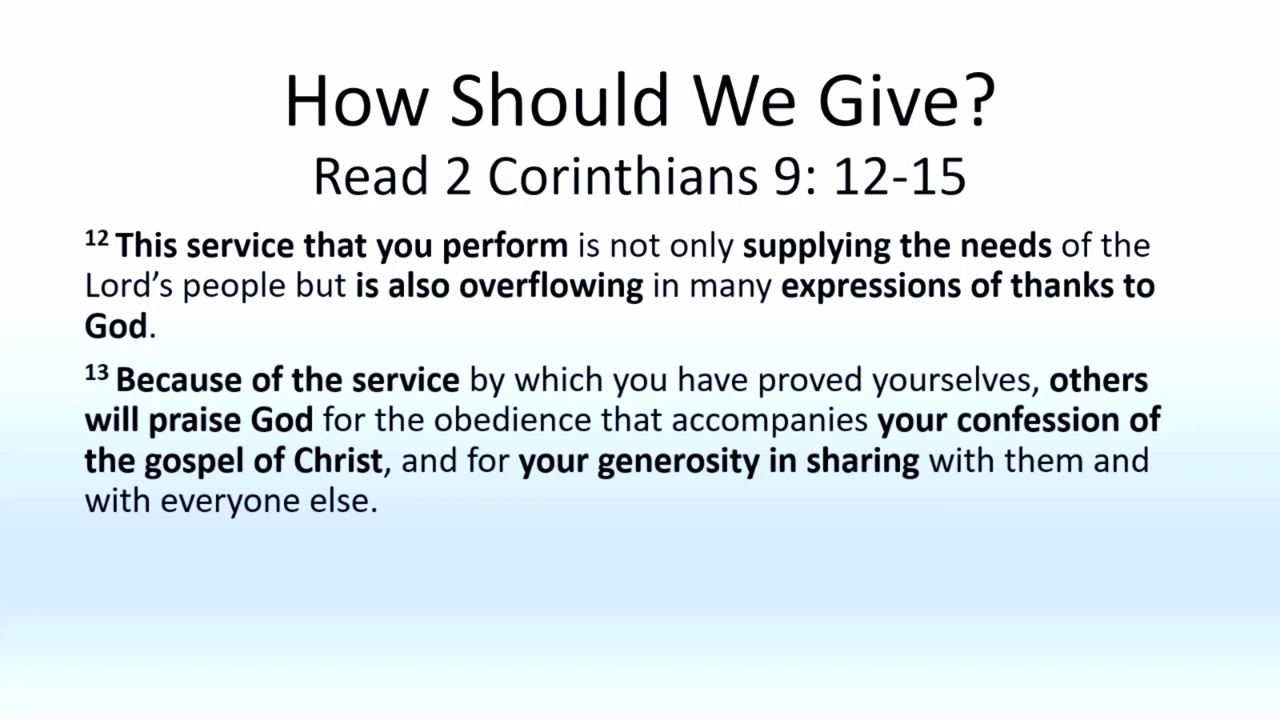 How Should We Give?
Read 2 Corinthians 9: 12-15
12 This service that you perform is not only supplying the needs of the
Lord’s people but is also overflowing in many expressions of thanks to
God.
13 Because of the service by which you have proved yourselves, others
will praise God for the obedience that accompanies your confession of
the gospel of Christ, and for your generosity in sharing with them and
with everyone else.